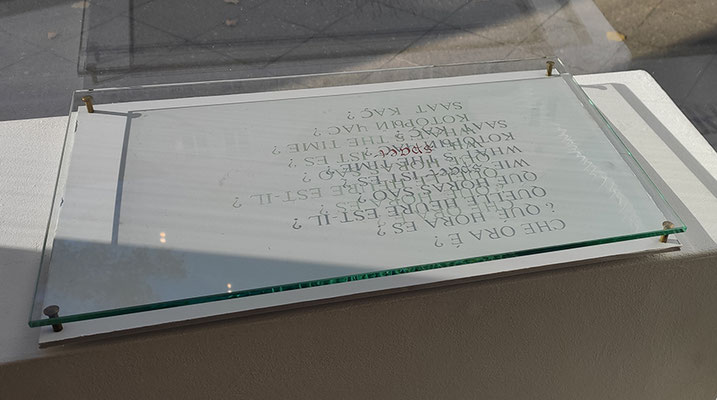 CHE ORA È ?
¿ QUE HORA ES ?
QUELLE HEURE EST-IL ?
QUE HORAS SÃO ?
WIE spät IST ES ?
WHAT IS THE TIME ?
КОТОРЫЙ ЧАС ?
SAAT KAÇ ?